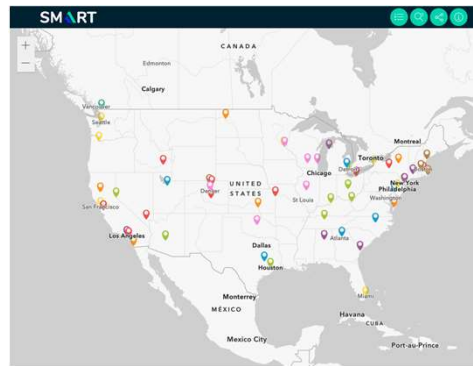 SMART
CANADA
Edmonton
Calgary
Vancouver
Seattle
Montreal
Toronto
Detroit
Chicago
New York
Philadelphia
UNITED
STATES
Denver
St Louis
Washington
San Francisco
Los Angeles
Atlanta
Dallas
Houston
Miami
Monterrey
MÉXICO
Havana
CUBA
Mexico City
Port-au-Prince